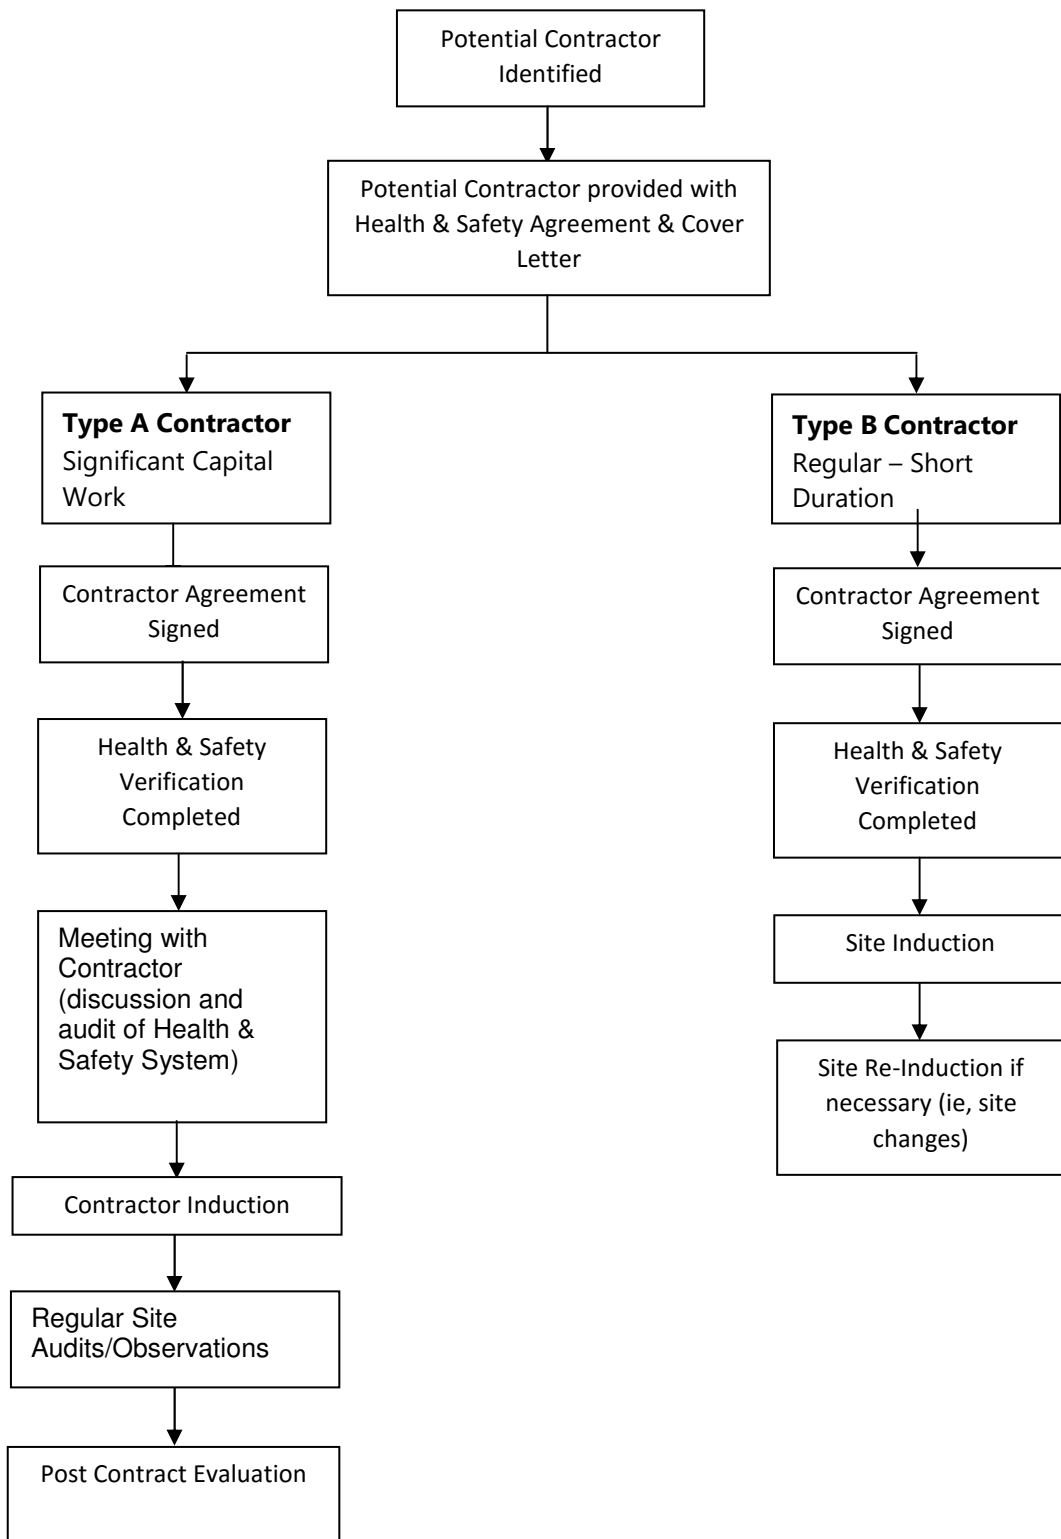 Potential Contractor
Identified
Potential Contractor provided with
Health & Safety Agreement & Cover
Letter
Type A Contractor
Significant Capital
Work
Contractor Agreement
Signed
Health & Safety
Verification
Completed
Meeting with
Contractor
(discussion and
audit of Health &
Safety System)
Contractor Induction
Regular Site
Audits/Observations
Post Contract Evaluation
Type B Contractor
Regular – Short
Duration
Contractor Agreement
Signed
Health & Safety
Verification
Completed
Site Induction
Site Re-Induction if
necessary (ie, site
changes)